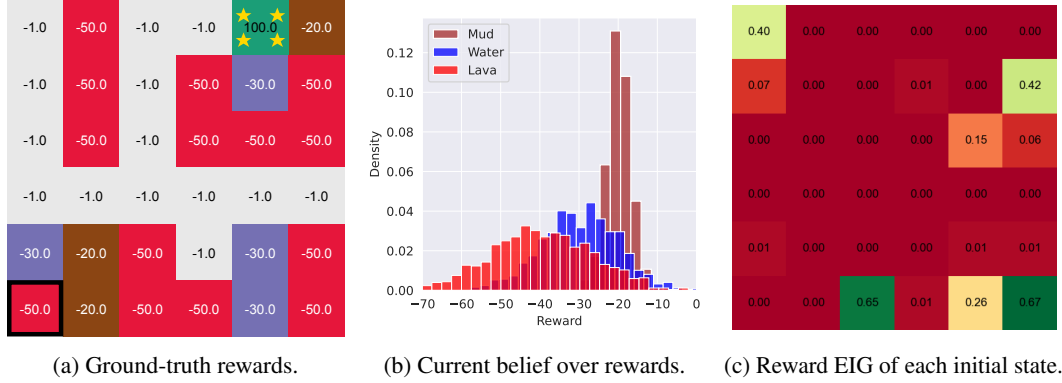 -1.0 -50.0 -1.0 -1.0 100.0 -20.0
-1.0 -50.0 -1.0 -50.0 -30.0 -50.0
-1.0 -50.0 -1.0 -50.0 -50.0 -50.0
-1.0 -1.0 -1.0 -1.0 -1.0 -1.0
-30.0 -20.0 -50.0 -1.0 -30.0 -50.0
-50.0 -20.0 -50.0 -50.0 -30.0 -50.0
(a) Ground-truth rewards.
Mud
Water
Lava
Density
0.12
0.10
0.08
0.06
0.04
0.02
0.00
−70 −60 −50 −40 −30 −20 −10 0
Reward
(b) Current belief over rewards.
0.40 0.00 0.00 0.00 0.00 0.00
0.07 0.00 0.00 0.01 0.00 0.42
0.00 0.00 0.00 0.00 0.15 0.06
0.00 0.00 0.00 0.00 0.00 0.00
0.01 0.00 0.00 0.00 0.01 0.01
0.00 0.00 0.65 0.01 0.26 0.67
(c) Reward EIG of each initial state.